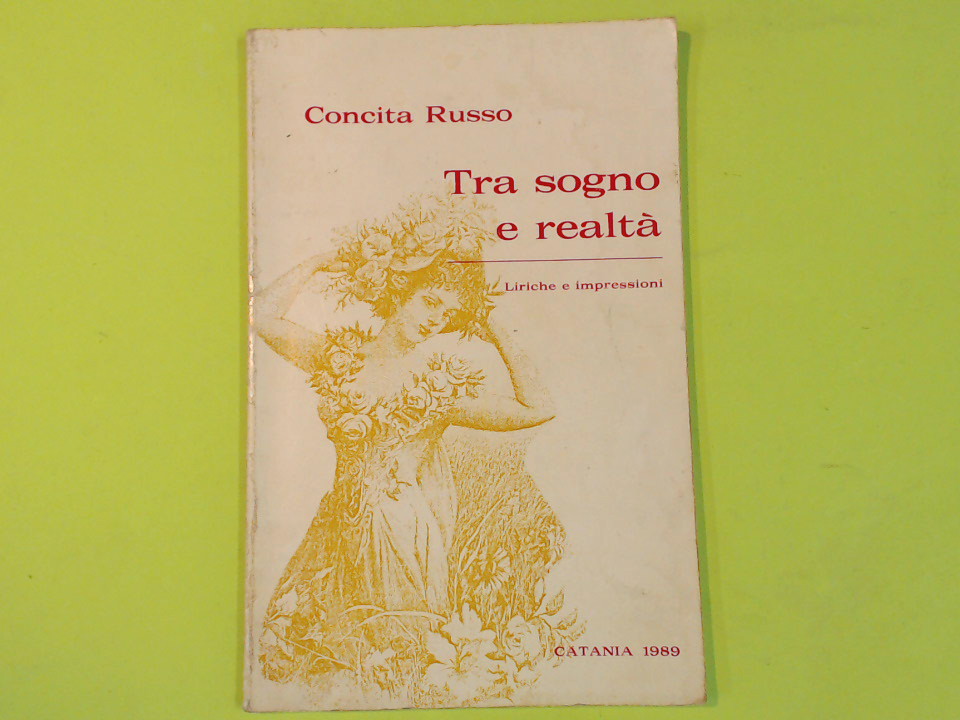 Concita Russo
Tra sogno
e realtà
Liriche e impressioni
CATANIA 1989